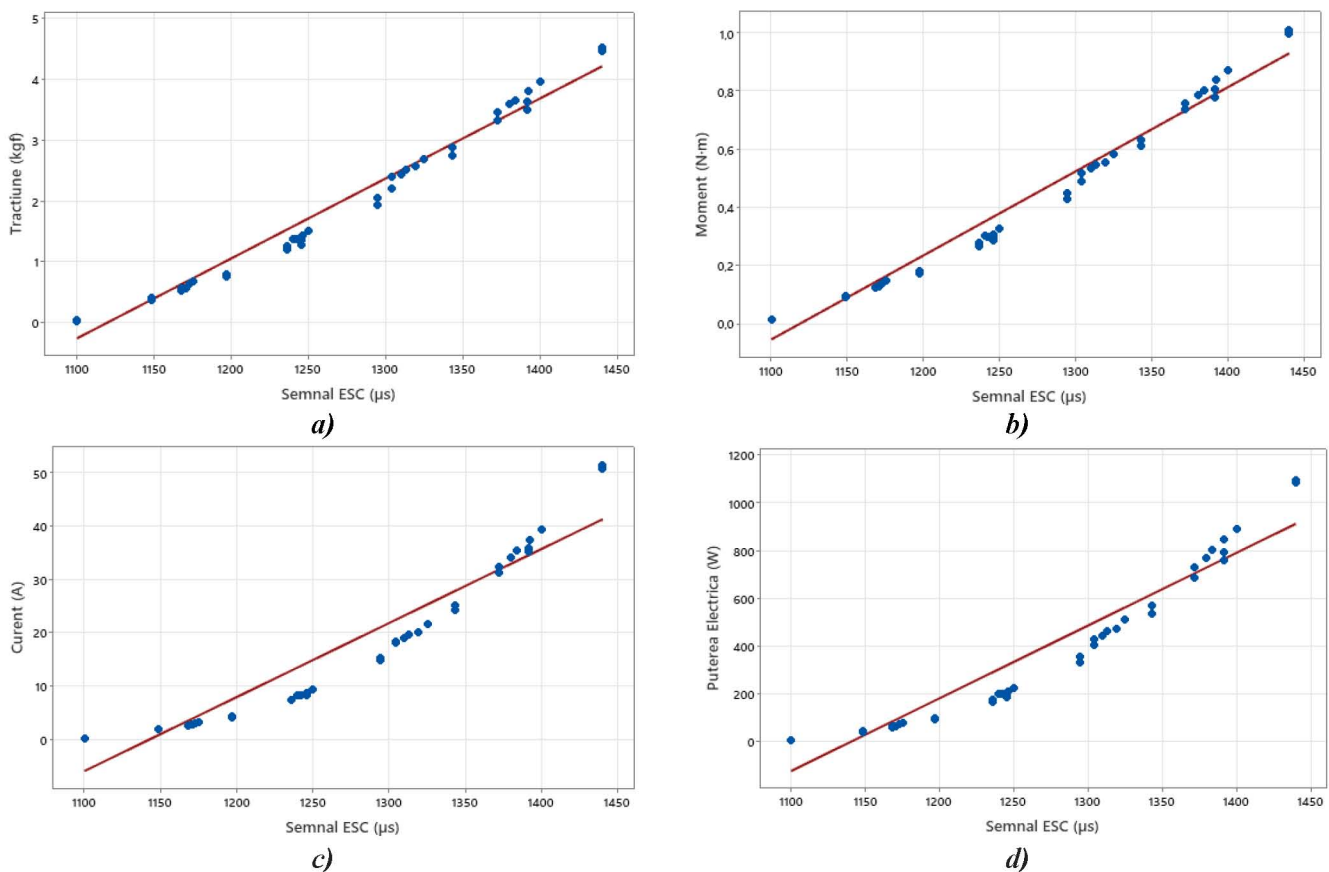 5
4
3
2
1
0
Tractiune (kgf)
1100 1150 1200 1250 1300 1350 1400 1450
Semnal ESC (µs)
a)
1,0
0,8
0,6
0,4
0,2
0,0
Moment (N·m)
1100 1150 1200 1250 1300 1350 1400 1450
Semnal ESC (µs)
b)
50
40
30
20
10
0
Curent (A)
1100 1150 1200 1250 1300 1350 1400 1450
Semnal ESC (µs)
c)
1200
1000
800
600
400
200
0
Puterea Electrica (W)
1100 1150 1200 1250 1300 1350 1400 1450
Semnal ESC (µs)
d)